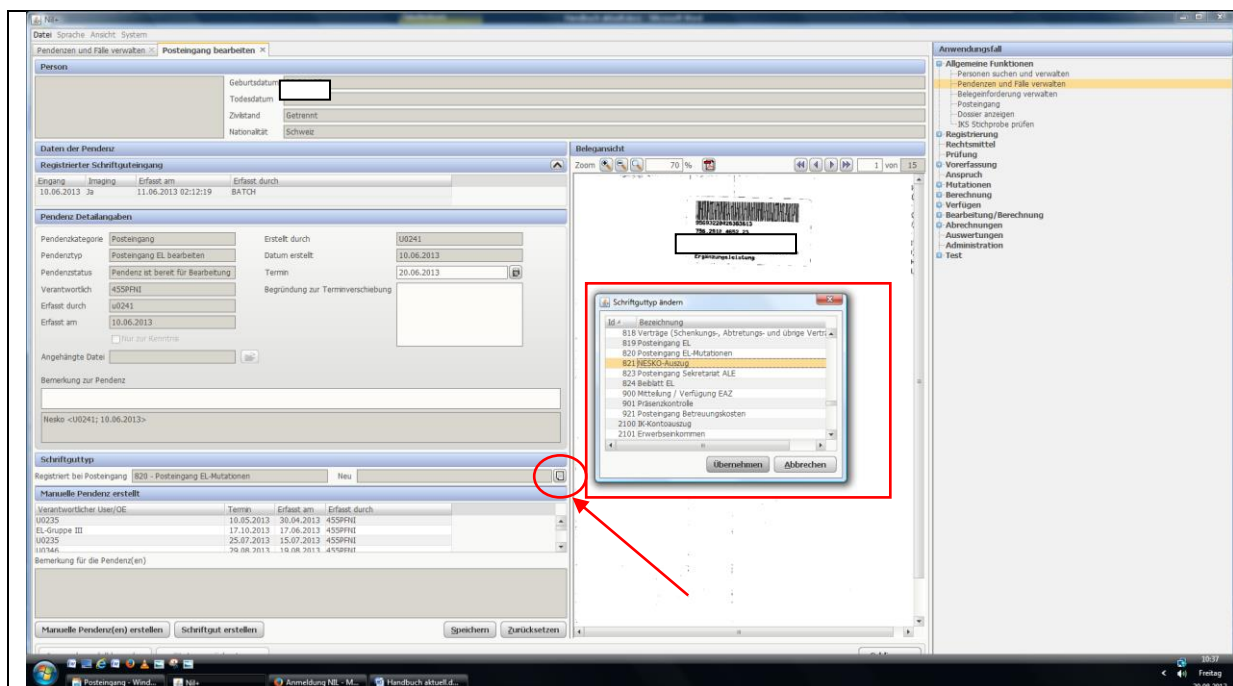 Nil+
Datei Sprache Ansicht System
Pendenzen und Fälle verwalten Posteingang bearbeiten
Person
Geburtsdatum
Todesdatum
Zivilstand Getrennt
Nationalität Schweiz
Daten der Pendenz
Registrierter Schriftguteingang
Eingang Imaging Erfasst am Erfasst durch
10.06.2013 Ja 11.06.2013 02:12:19 BATCH
Pendenz Detailangaben
Pendenzkategorie Posteingang Erstellt durch U0241
Pendenztyp Posteingang EL bearbeiten Datum erstellt 10.06.2013
Pendenzstatus Pendenz ist bereit für Bearbeitung Termin 20.06.2013
Verantwortlich 455PFNI Begründung zur Terminverschiebung
Erfasst durch u0241
Erfasst am 10.06.2013
Nur zur Kenntnis
Angehängte Datei
Bemerkung zur Pendenz
Nesko <U0241; 10.06.2013>
Schriftguttyp
Registriert bei Posteingang 820 - Posteingang EL-Mutationen Neu
Manuelle Pendenz erstellt
Verantwortlicher User/OE Termin Erfasst am Erfasst durch
U0235 10.05.2013 30.04.2013 455PFNI
EL-Gruppe III 17.10.2013 17.06.2013 455PFNI
U0235 25.07.2013 15.07.2013 455PFNI
U0346 29.08.2013 19.08.2013 455PFNI
Bemerkung für die Pendenz(en)
Manuelle Pendenz(en) erstellen Schriftgut erstellen Speichern Zurücksetzen
Belegansicht
Zoom 70 % 1 von 15
Ergänzungsleistung
Schriftguttyp ändern
Id Bezeichnung
818 Verträge (Schenkungs-, Abtretungs- und übrige Vertr
819 Posteingang EL
820 Posteingang EL-Mutationen
821 NESKO-Auszug
823 Posteingang Sekretariat ALE
824 Beiblatt EL
900 Mitteilung / Verfügung EAZ
901 Präsenzkontrolle
921 Posteingang Betreuungskosten
2100 IK-Kontoauszug
2101 Erwerbseinkommen
Übernehmen Abbrechen
Anwendungsfall
Allgemeine Funktionen
Personen suchen und verwalten
Pendenzen und Fälle verwalten
Belegeinforderung verwalten
Posteingang
Dossier anzeigen
IKS Stichprobe prüfen
Registrierung
Rechtsmittel
Prüfung
Vorerfassung
Anspruch
Mutationen
Berechnung
Verfügen
Bearbeitung/Berechnung
Abrechnungen
Auswertungen
Administration
Test
Posteingang - Wind... Nil+ Anmeldung NIL - M... Handbuch aktuell.d...
10:37
Freitag